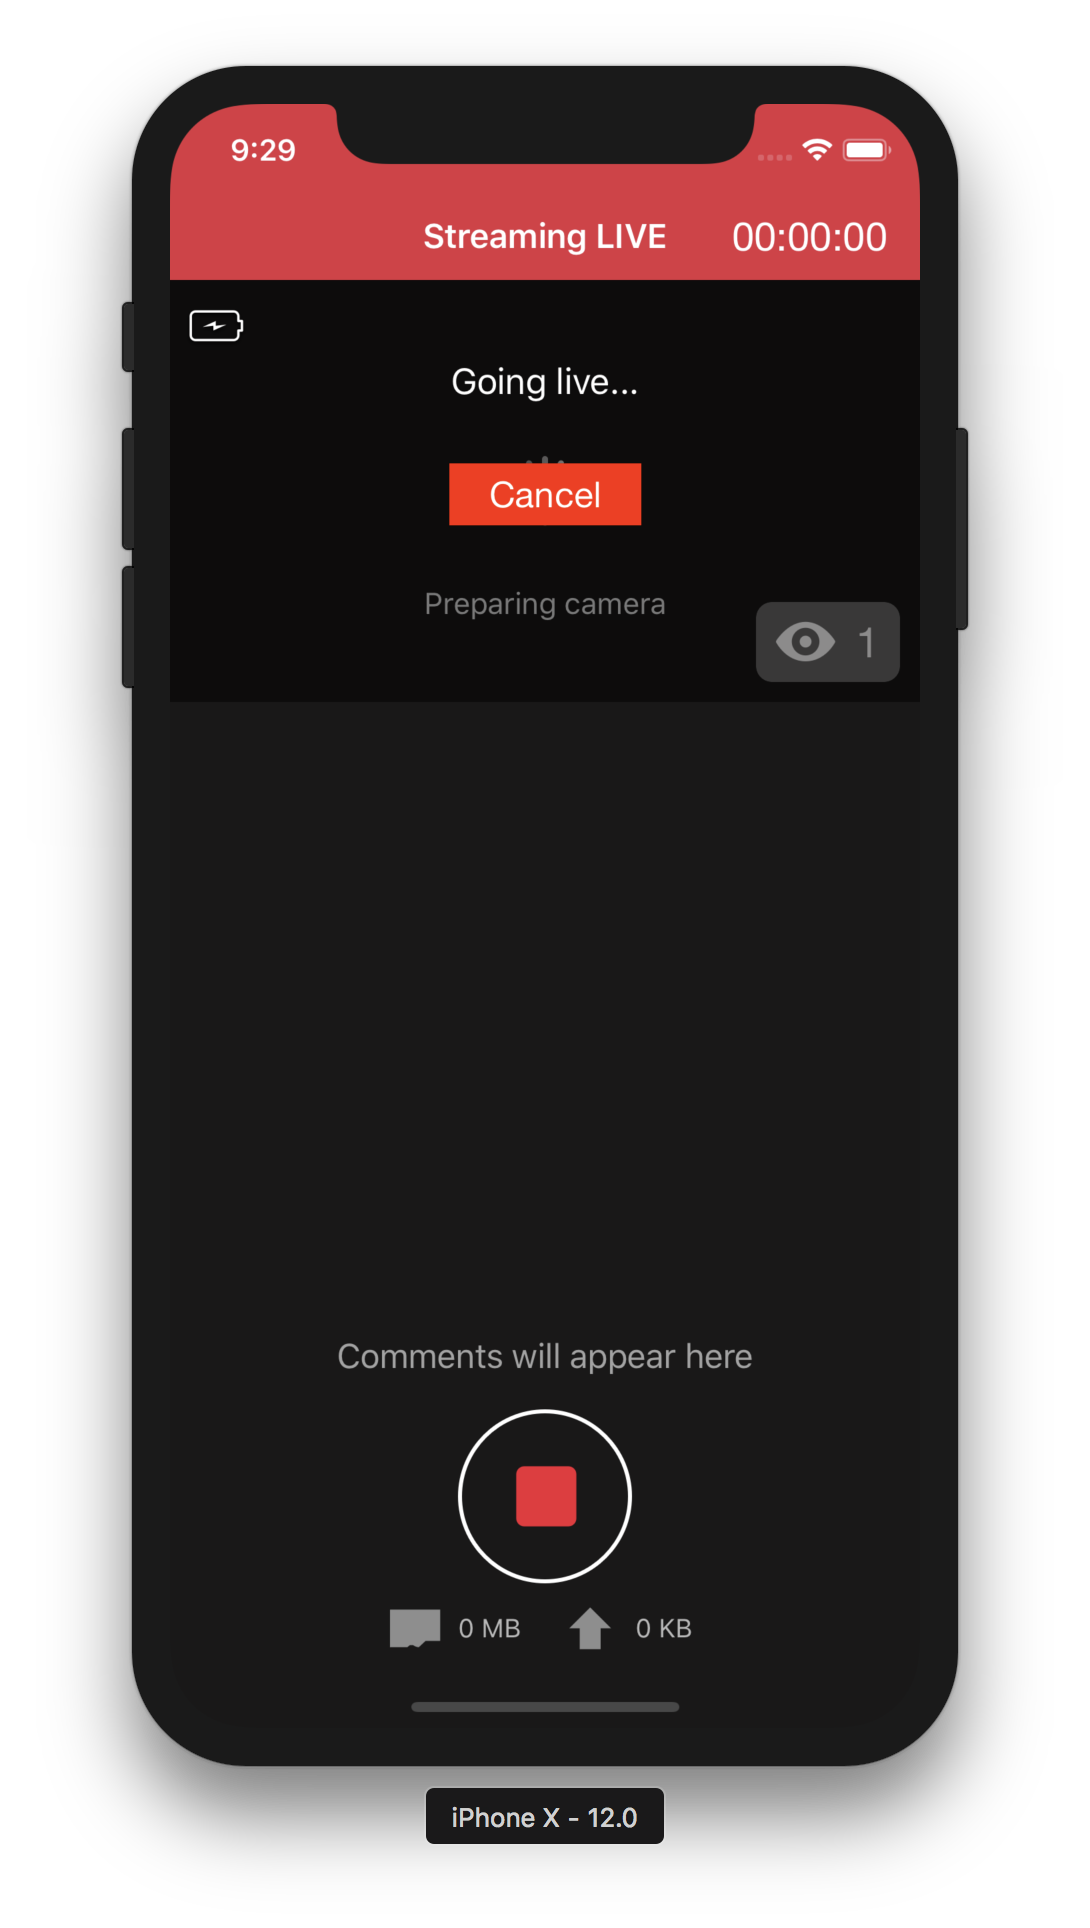 9:29
Streaming LIVE 00:00:00
Going live...
Cancel
Preparing camera
1
Comments will appear here
0 MB 0 KB
iPhone X - 12.0